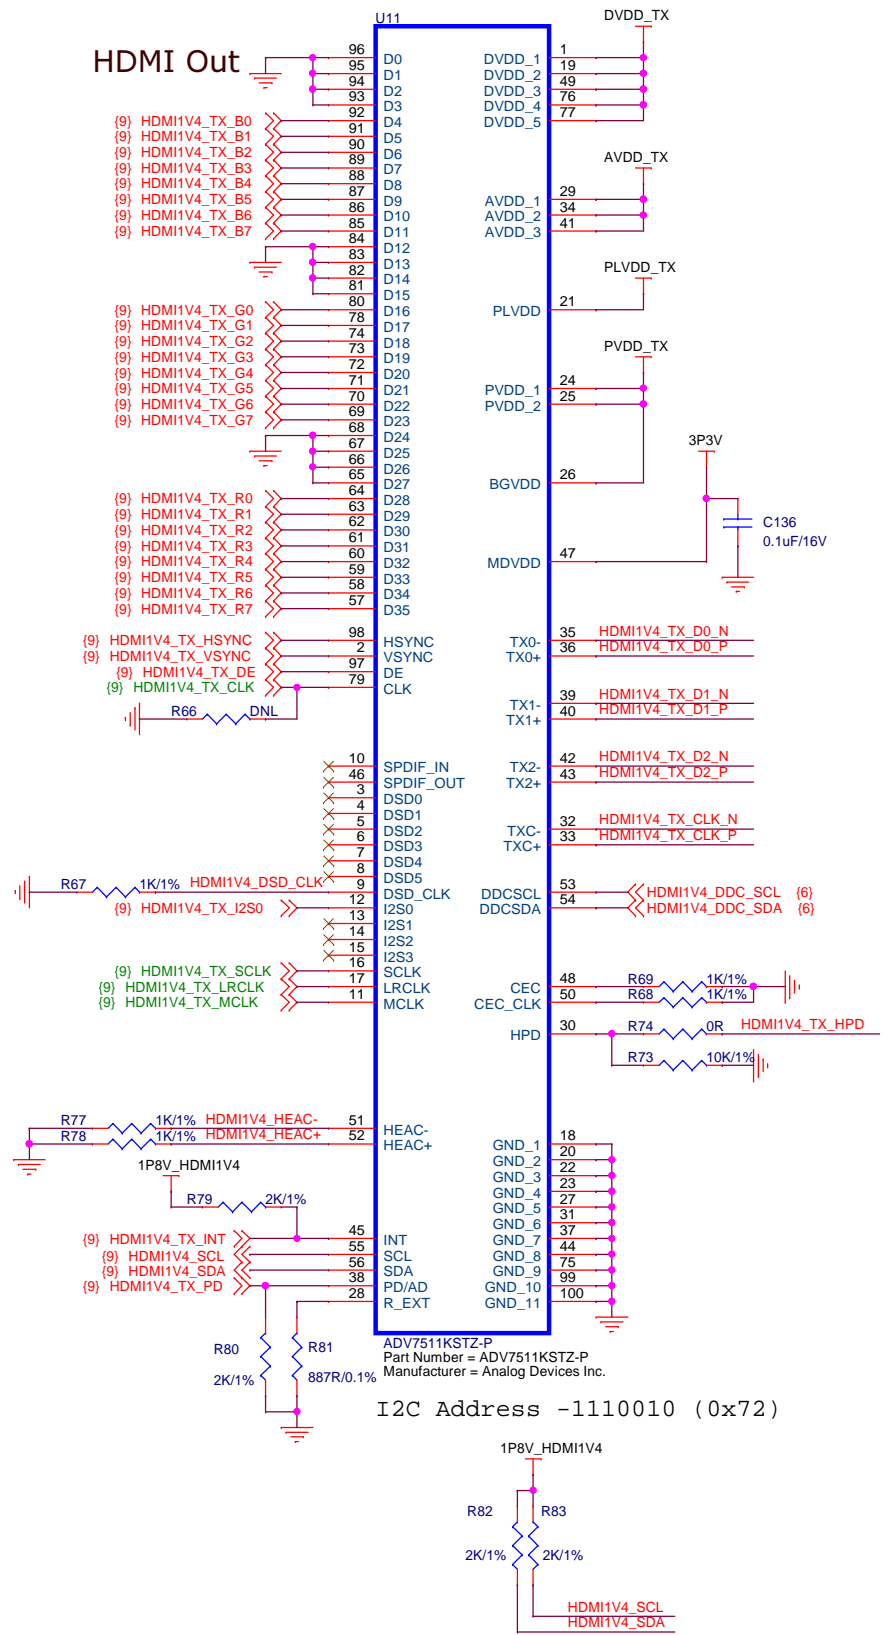 U11
HDMI Out
DVDD_TX
96 D0 DVDD_1 1
95 D1 DVDD_2 19
94 D2 DVDD_3 49
93 D3 DVDD_4 76
{9} HDMI1V4_TX_B0 92 D4 DVDD_5 77
{9} HDMI1V4_TX_B1 91 D5
{9} HDMI1V4_TX_B2 90 D6 AVDD_TX
{9} HDMI1V4_TX_B3 89 D7
{9} HDMI1V4_TX_B4 88 D8
{9} HDMI1V4_TX_B5 87 D9 AVDD_1 29
{9} HDMI1V4_TX_B6 86 D10 AVDD_2 34
{9} HDMI1V4_TX_B7 85 D11 AVDD_3 41
84 D12
83 D13 PLVDD_TX
82 D14
81 D15
{9} HDMI1V4_TX_G0 80 D16 PLVDD 21
{9} HDMI1V4_TX_G1 78 D17
{9} HDMI1V4_TX_G2 74 D18 PVDD_TX
{9} HDMI1V4_TX_G3 73 D19
{9} HDMI1V4_TX_G4 72 D20
{9} HDMI1V4_TX_G5 71 D21 PVDD_1 24
{9} HDMI1V4_TX_G6 70 D22 PVDD_2 25
{9} HDMI1V4_TX_G7 69 D23
68 D24 3P3V
67 D25
66 D26
65 D27 BGVDD 26
{9} HDMI1V4_TX_R0 64 D28
{9} HDMI1V4_TX_R1 63 D29
{9} HDMI1V4_TX_R2 62 D30 C136
{9} HDMI1V4_TX_R3 61 D31 0.1uF/16V
{9} HDMI1V4_TX_R4 60 D32 MDVDD 47
{9} HDMI1V4_TX_R5 59 D33
{9} HDMI1V4_TX_R6 58 D34
{9} HDMI1V4_TX_R7 57 D35
{9} HDMI1V4_TX_HSYNC 98 HSYNC TX0- 35 HDMI1V4_TX_D0_N
{9} HDMI1V4_TX_VSYNC 2 VSYNC TX0+ 36 HDMI1V4_TX_D0_P
{9} HDMI1V4_TX_DE 97 DE
{9} HDMI1V4_TX_CLK 79 CLK
TX1- 39 HDMI1V4_TX_D1_N
R66 DNL TX1+ 40 HDMI1V4_TX_D1_P
10 SPDIF_IN TX2- 42 HDMI1V4_TX_D2_N
46 SPDIF_OUT TX2+ 43 HDMI1V4_TX_D2_P
3 DSD0
4 DSD1
5 DSD2 TXC- 32 HDMI1V4_TX_CLK_N
6 DSD3 TXC+ 33 HDMI1V4_TX_CLK_P
7 DSD4
8 DSD5
R67 1K/1% HDMI1V4_DSD_CLK 9 DSD_CLK DDCSCL 53 HDMI1V4_DDC_SCL {6}
{9} HDMI1V4_TX_I2S0 12 I2S0 DDCSDA 54 HDMI1V4_DDC_SDA {6}
13 I2S1
14 I2S2
15 I2S3
{9} HDMI1V4_TX_SCLK 16 SCLK
{9} HDMI1V4_TX_LRCLK 17 LRCLK CEC 48 R69 1K/1%
{9} HDMI1V4_TX_MCLK 11 MCLK CEC_CLK 50 R68 1K/1%
HPD 30 R74 0R HDMI1V4_TX_HPD
R73 10K/1%
R77 1K/1% HDMI1V4_HEAC- 51 HEAC-
R78 1K/1% HDMI1V4_HEAC+ 52 HEAC+ GND_1 18
GND_2 20
1P8V_HDMI1V4 GND_3 22
GND_4 23
R79 2K/1% GND_5 27
GND_6 31
{9} HDMI1V4_TX_INT 45 INT GND_7 37
{9} HDMI1V4_SCL 55 SCL GND_8 44
{9} HDMI1V4_SDA 56 SDA GND_9 75
{9} HDMI1V4_TX_PD 38 PD/AD GND_10 99
28 R_EXT GND_11 100
R80 2K/1%
R81 887R/0.1%
ADV7511KSTZ-P
Part Number = ADV7511KSTZ-P
Manufacturer = Analog Devices Inc.
I2C Address -1110010 (0x72)
1P8V_HDMI1V4
R82 R83
2K/1% 2K/1%
HDMI1V4_SCL
HDMI1V4_SDA